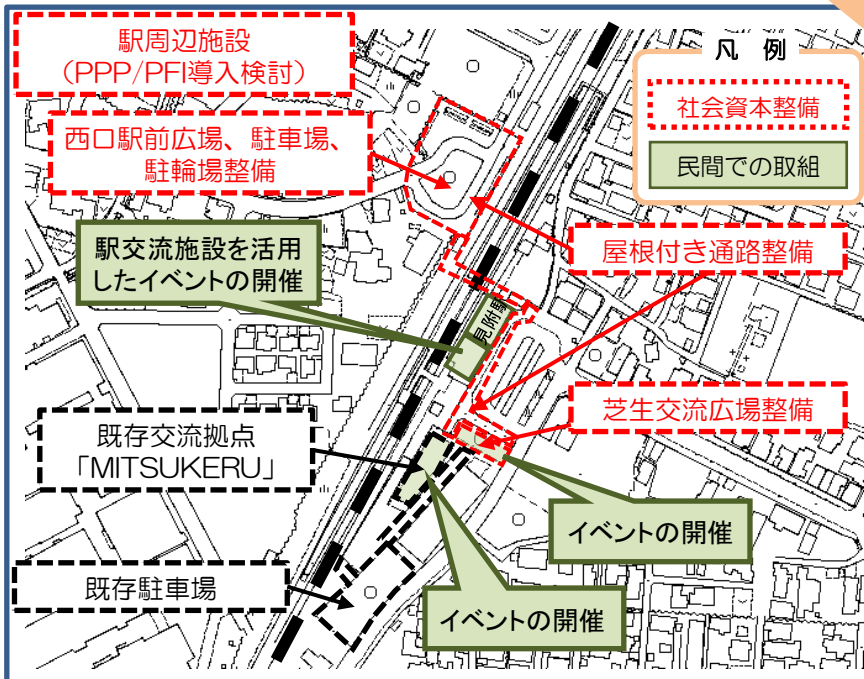 駅周辺施設
（PPP/PFI導入検討）
凡 例
社会資本整備
民間での取組
西口駅前広場、駐車場、
駐輪場整備
駅交流施設を活用
したイベントの開催
屋根付き通路整備
見附駅
芝生交流広場整備
既存交流拠点
「MITSUKERU」
イベントの開催
既存駐車場
イベントの開催